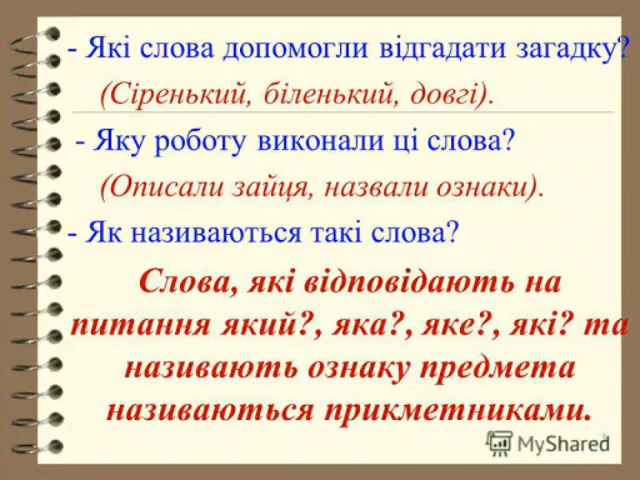 - Які слова допомогли відгадати загадку?
(Сіренький, біленький, довгі).
- Яку роботу виконали ці слова?
(Описали зайця, назвали ознаки).
- Як називаються такі слова?
Слова, які відповідають на
питання який?, яка?, яке?, які? та
називають ознаку предмета
називаються прикметниками.
MyShared